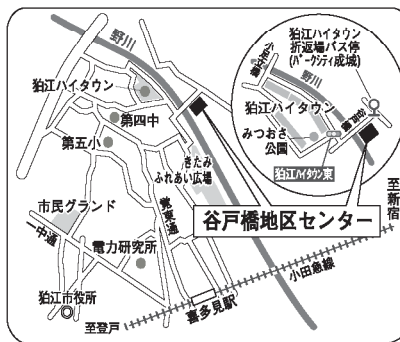 野川
狛江ハイタウン
第四中
第五小
きたみ
ふれあい広場
市民グランド
一中通
電力研究所
狛江市役所
至登戸
喜多見駅
小田急線
至新宿
谷戸橋地区センター
狛江ハイタウン
折返場バス停
(パークシティ成城)
野川
狛江ハイタウン
谷戸橋
みつおさ
公園
狛江ハイタウン東